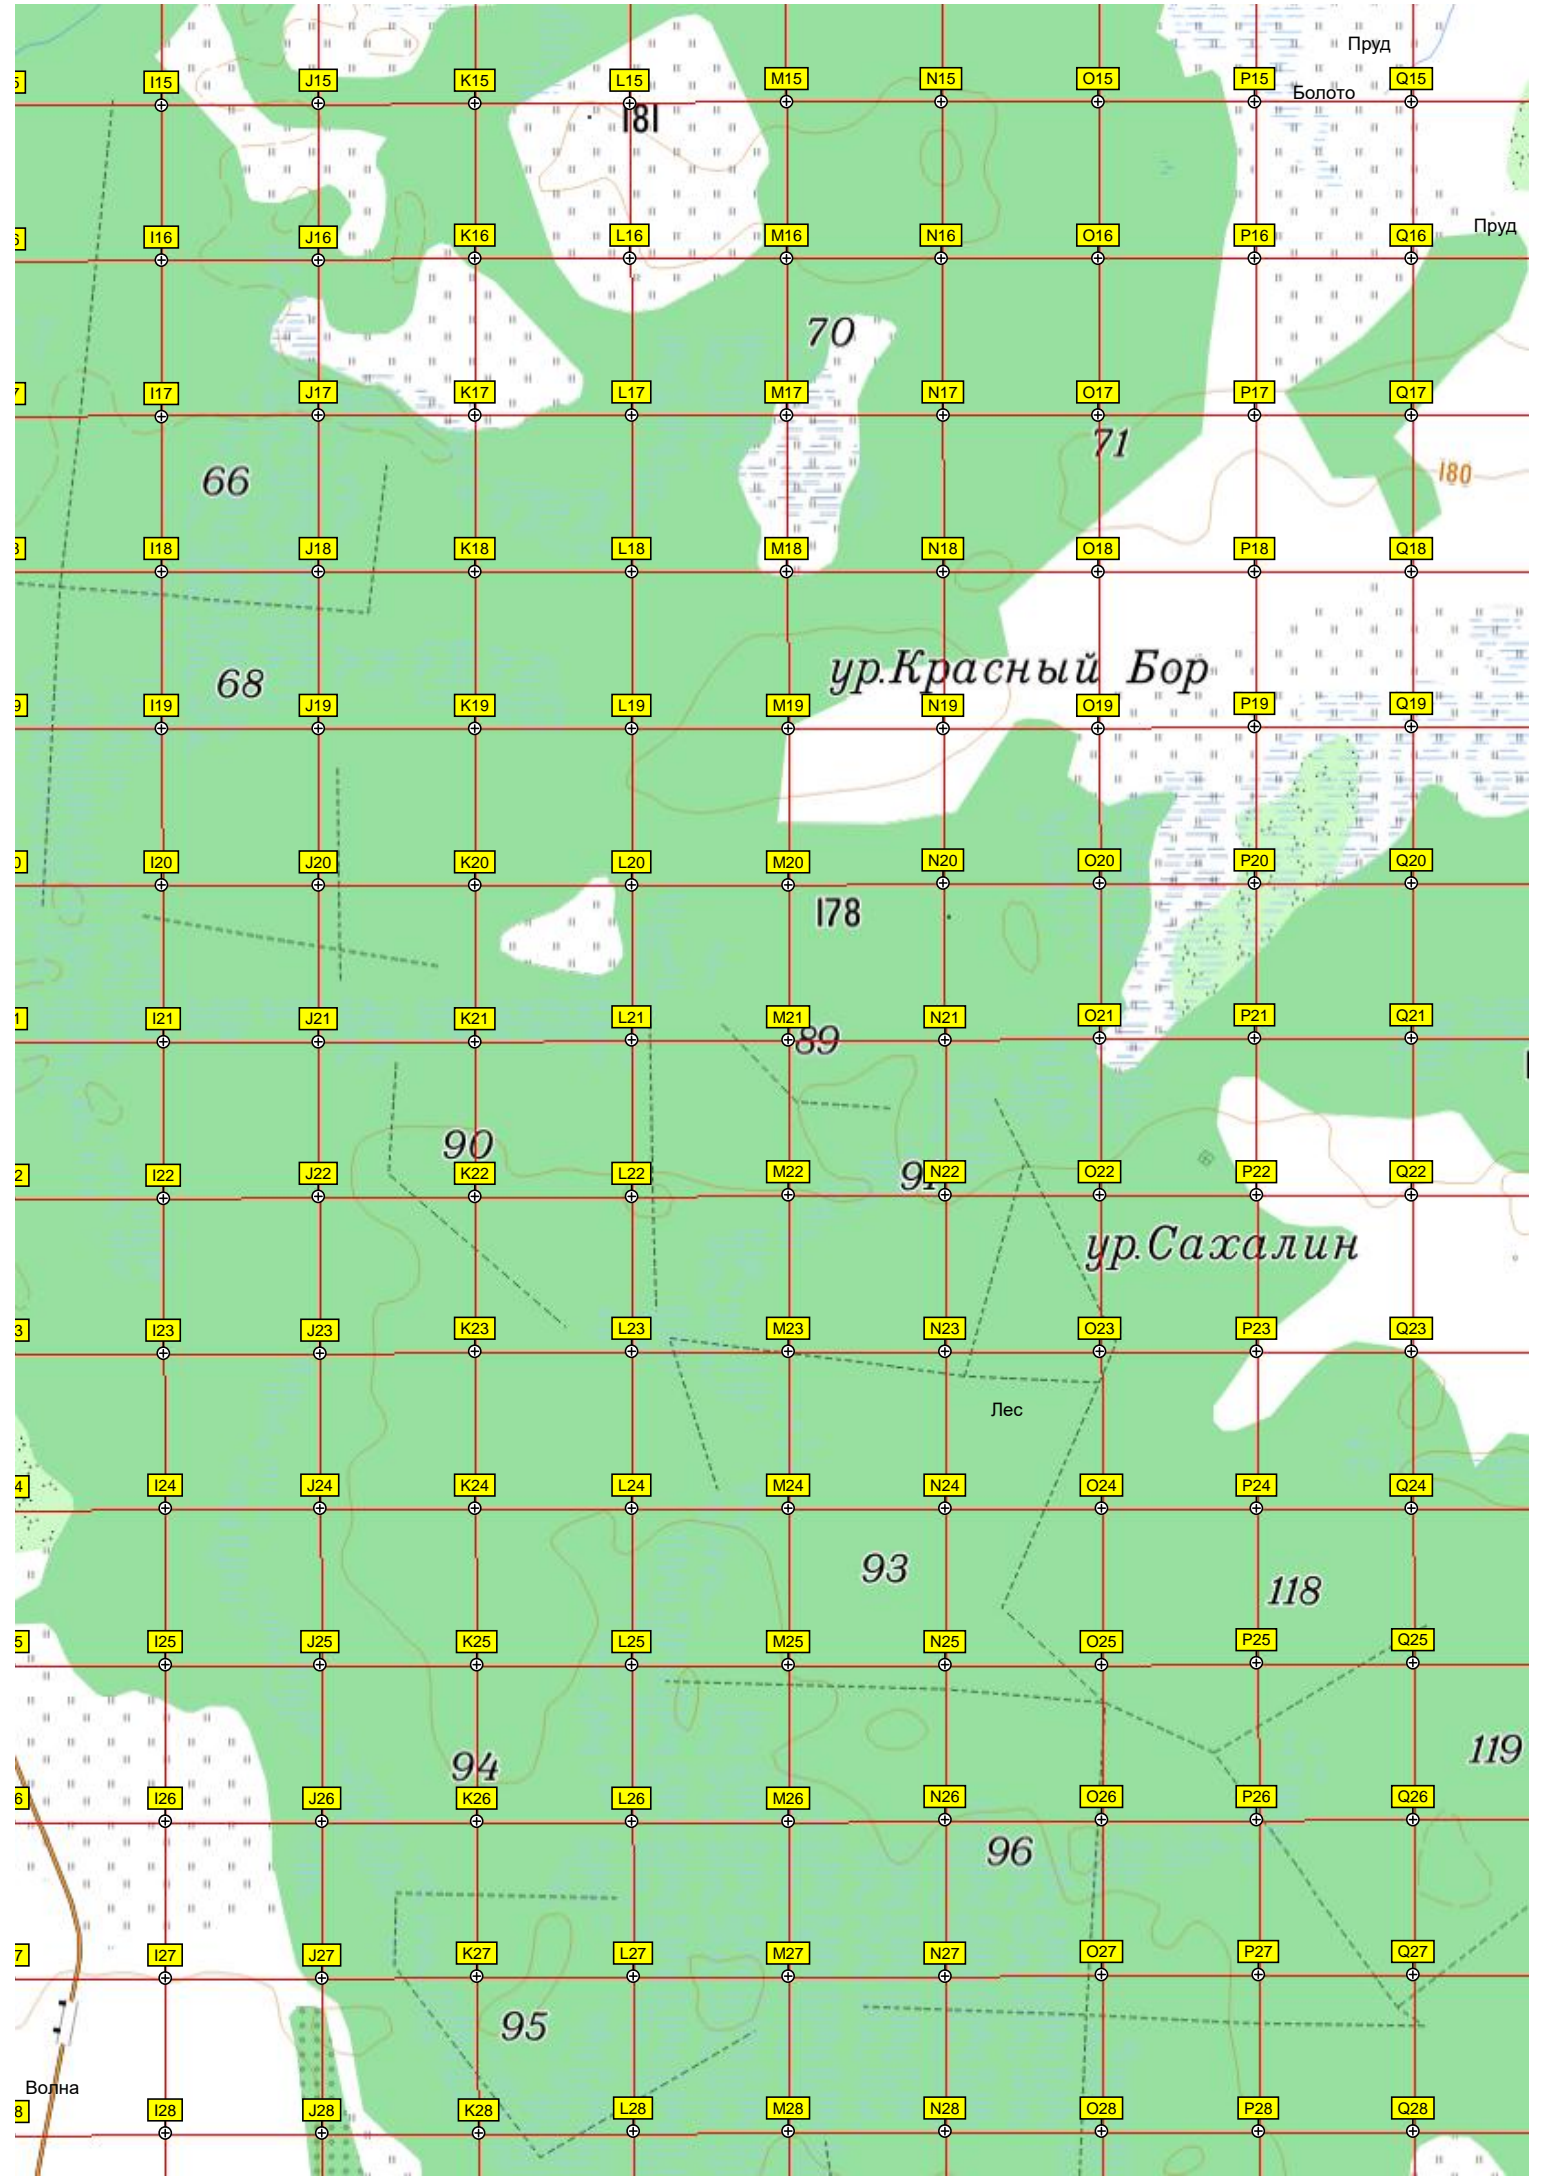 Пруд
I15 J15 K15 L15 M15 N15 O15 P15 Q15
Болото
181
Пруд
I16 J16 K16 L16 M16 N16 O16 P16 Q16
70
I17 J17 K17 L17 M17 N17 O17 P17 Q17
71
180
66
I18 J18 K18 L18 M18 N18 O18 P18 Q18
ур.Красный Бор
68
I19 J19 K19 L19 M19 N19 O19 P19 Q19
I20 J20 K20 L20 M20 N20 O20 P20 Q20
178
I21 J21 K21 L21 M21 N21 O21 P21 Q21
89
90
I22 J22 K22 L22 M22 N22 O22 P22 Q22
91
ур.Сахалин
I23 J23 K23 L23 M23 N23 O23 P23 Q23
Лес
I24 J24 K24 L24 M24 N24 O24 P24 Q24
93
118
I25 J25 K25 L25 M25 N25 O25 P25 Q25
119
94
I26 J26 K26 L26 M26 N26 O26 P26 Q26
96
I27 J27 K27 L27 M27 N27 O27 P27 Q27
95
Волна
I28 J28 K28 L28 M28 N28 O28 P28 Q28